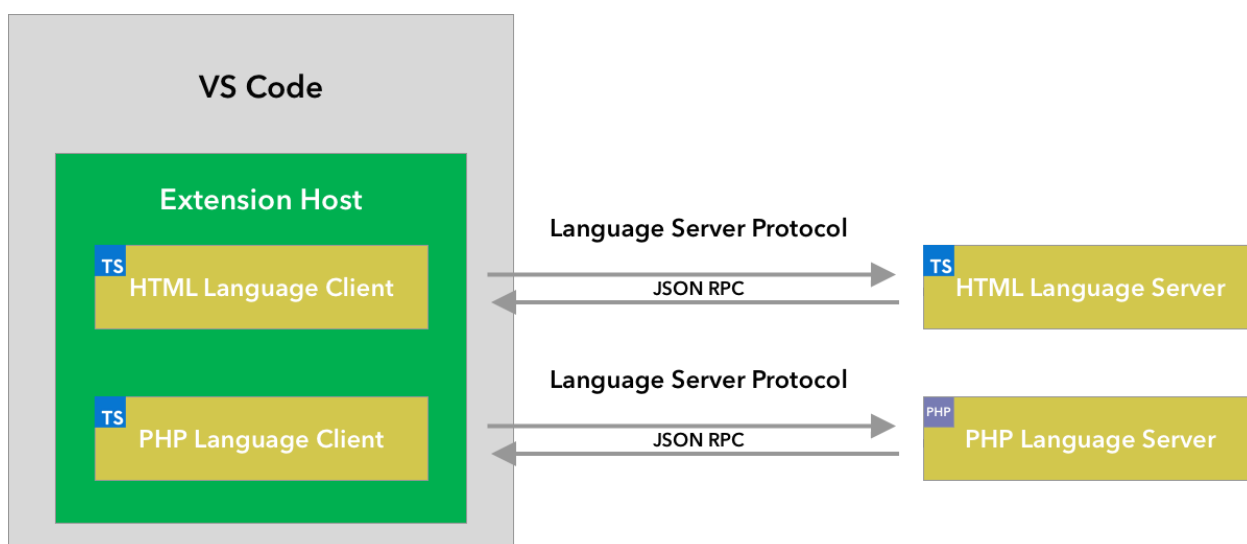 VS Code
Extension Host
TS
HTML Language Client
Language Server Protocol
JSON RPC
TS
HTML Language Server
TS
PHP Language Client
Language Server Protocol
JSON RPC
PHP
PHP Language Server